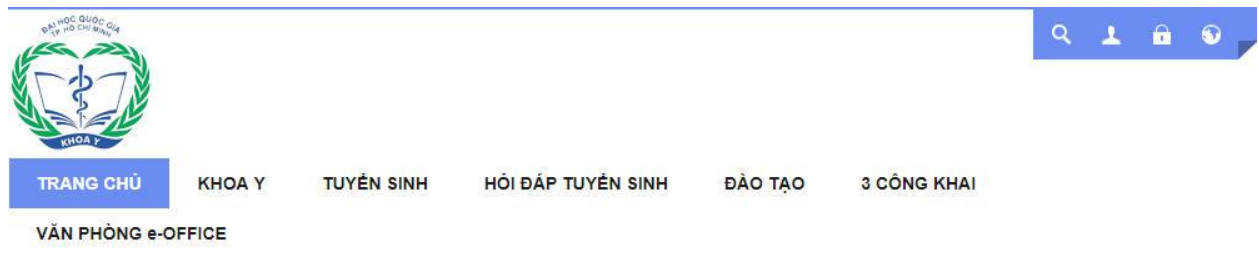 ĐẠI HỌC QUỐC GIA
TP HỒ CHÍ MINH
KHOA Y
TRANG CHỦ KHOA Y TUYỂN SINH HỎI ĐÁP TUYỂN SINH ĐÀO TẠO 3 CÔNG KHAI
VĂN PHÒNG e-OFFICE